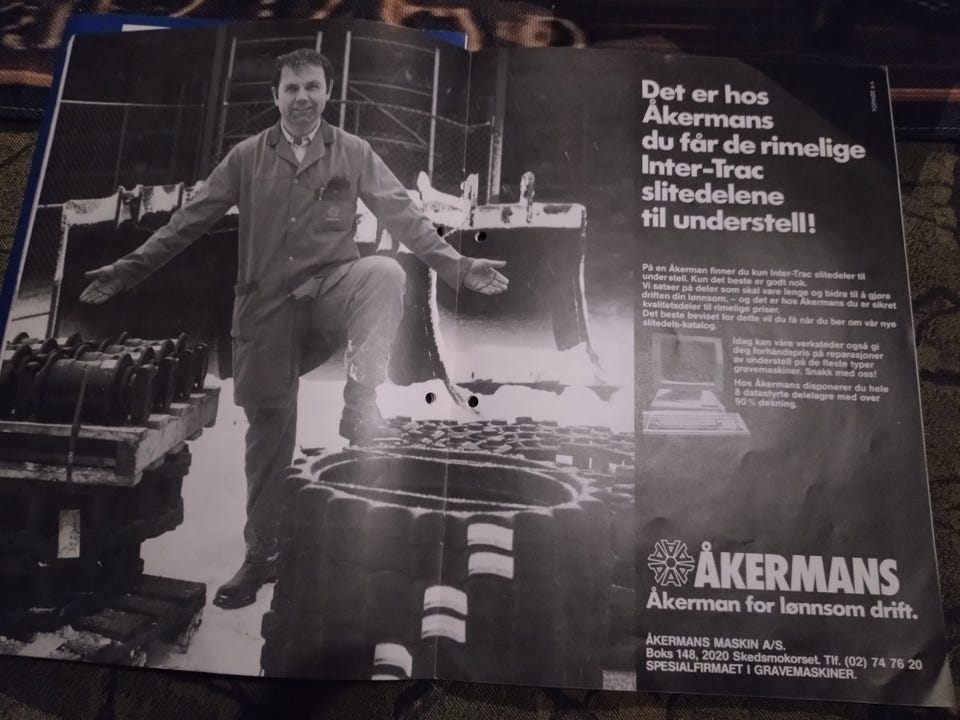 Det er hos
Åkermans
du får de rimelige
Inter-Trac
slitedelene
til understell!
På en Åkerman finner du kun Inter-Trac slitedeler til
understell. Kun det beste er godt nok.
Vi satser på deler som skal vare lenge og bidra til å gjøre
driften din lønnsom, – og det er hos Åkermans du er sikret
kvalitetsdeler til rimelige priser.
Det beste beviset for dette vil du få når du ber om vår nye
slitedels-katalog.
Idag kan våre verksteder også gi
deg forhåndspris på reparasjoner
av understell på de fleste typer
gravemaskiner. Snakk med oss!
Hos Åkermans disponerer du hele
8 datastyrte delelagre med over
90% dekning.
ÅKERMANS
Åkerman for lønnsom drift.
ÅKERMANS MASKIN A/S.
Boks 148, 2020 Skedsmokorset. Tlf. (02) 74 76 20
SPESIALFIRMAET I GRAVEMASKINER.